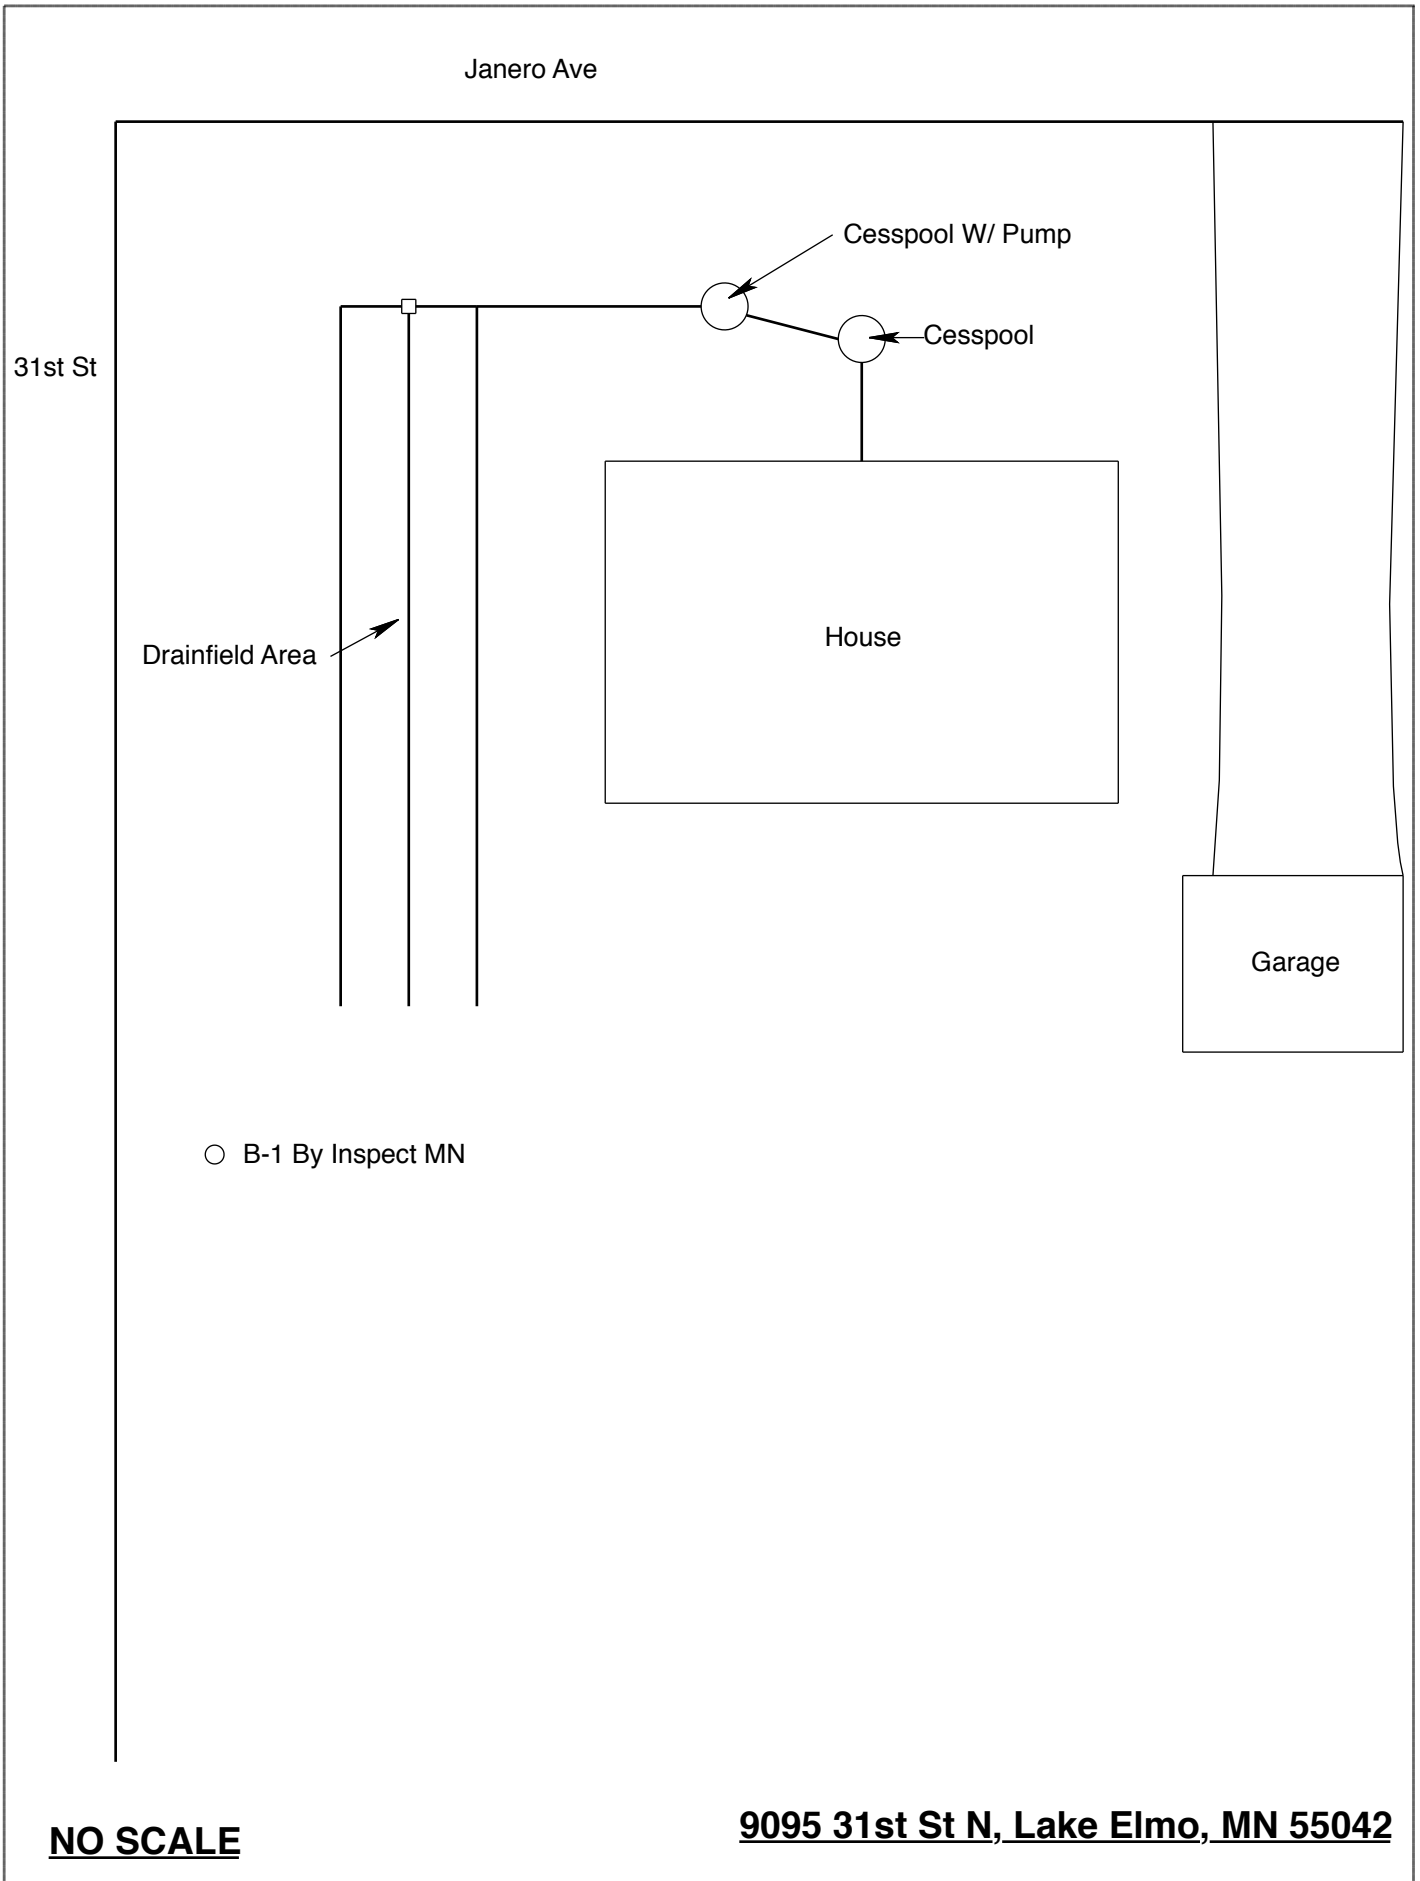 Janero Ave
Cesspool W/ Pump
Cesspool
31st St
House
Drainfield Area
Garage
B-1 By Inspect MN
NO SCALE
9095 31st St N, Lake Elmo, MN 55042